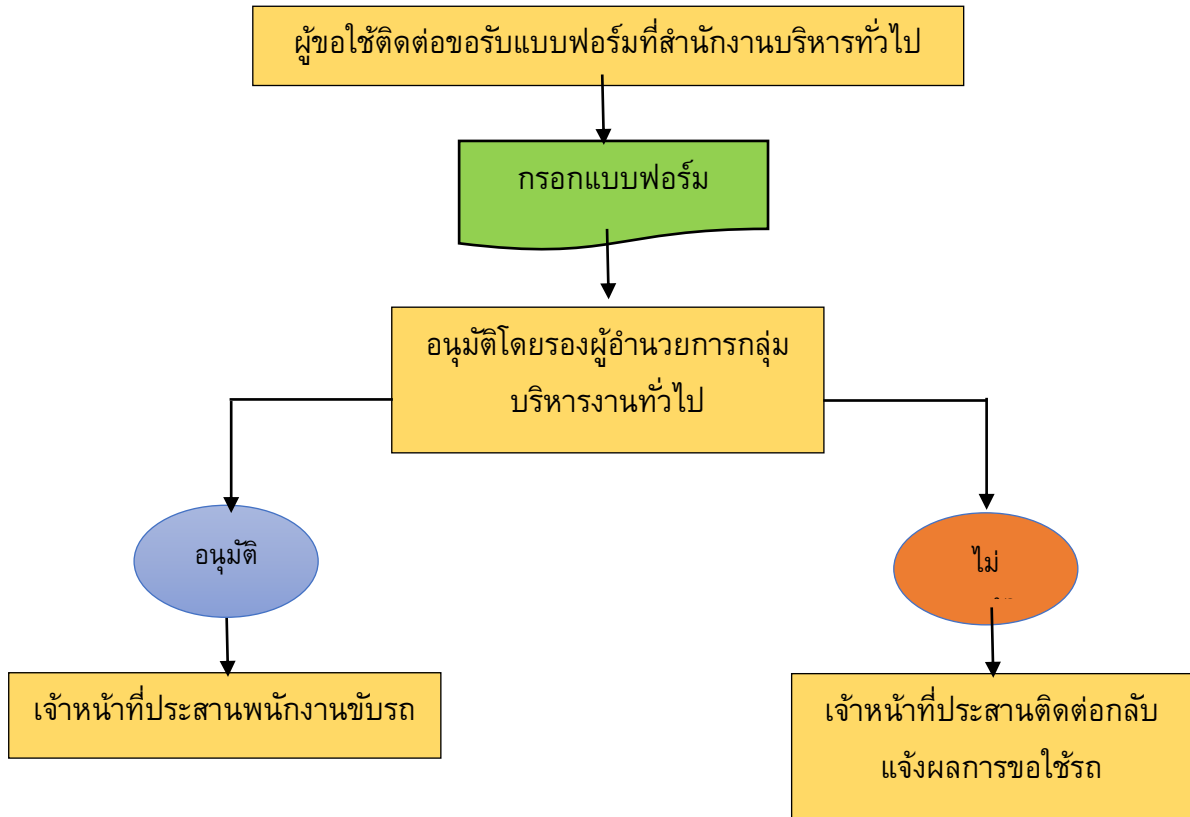 ผู้ขอใช้ติดต่อขอรับแบบฟอร์มที่สำนักงานบริหารทั่วไป
กรอกแบบฟอร์ม
อนุมัติโดยรองผู้อำนวยการกลุ่ม
บริหารงานทั่วไป
อนุมัติ
ไม่
เจ้าหน้าที่ประสานพนักงานขับรถ
เจ้าหน้าที่ประสานติดต่อกลับ
แจ้งผลการขอใช้รถ